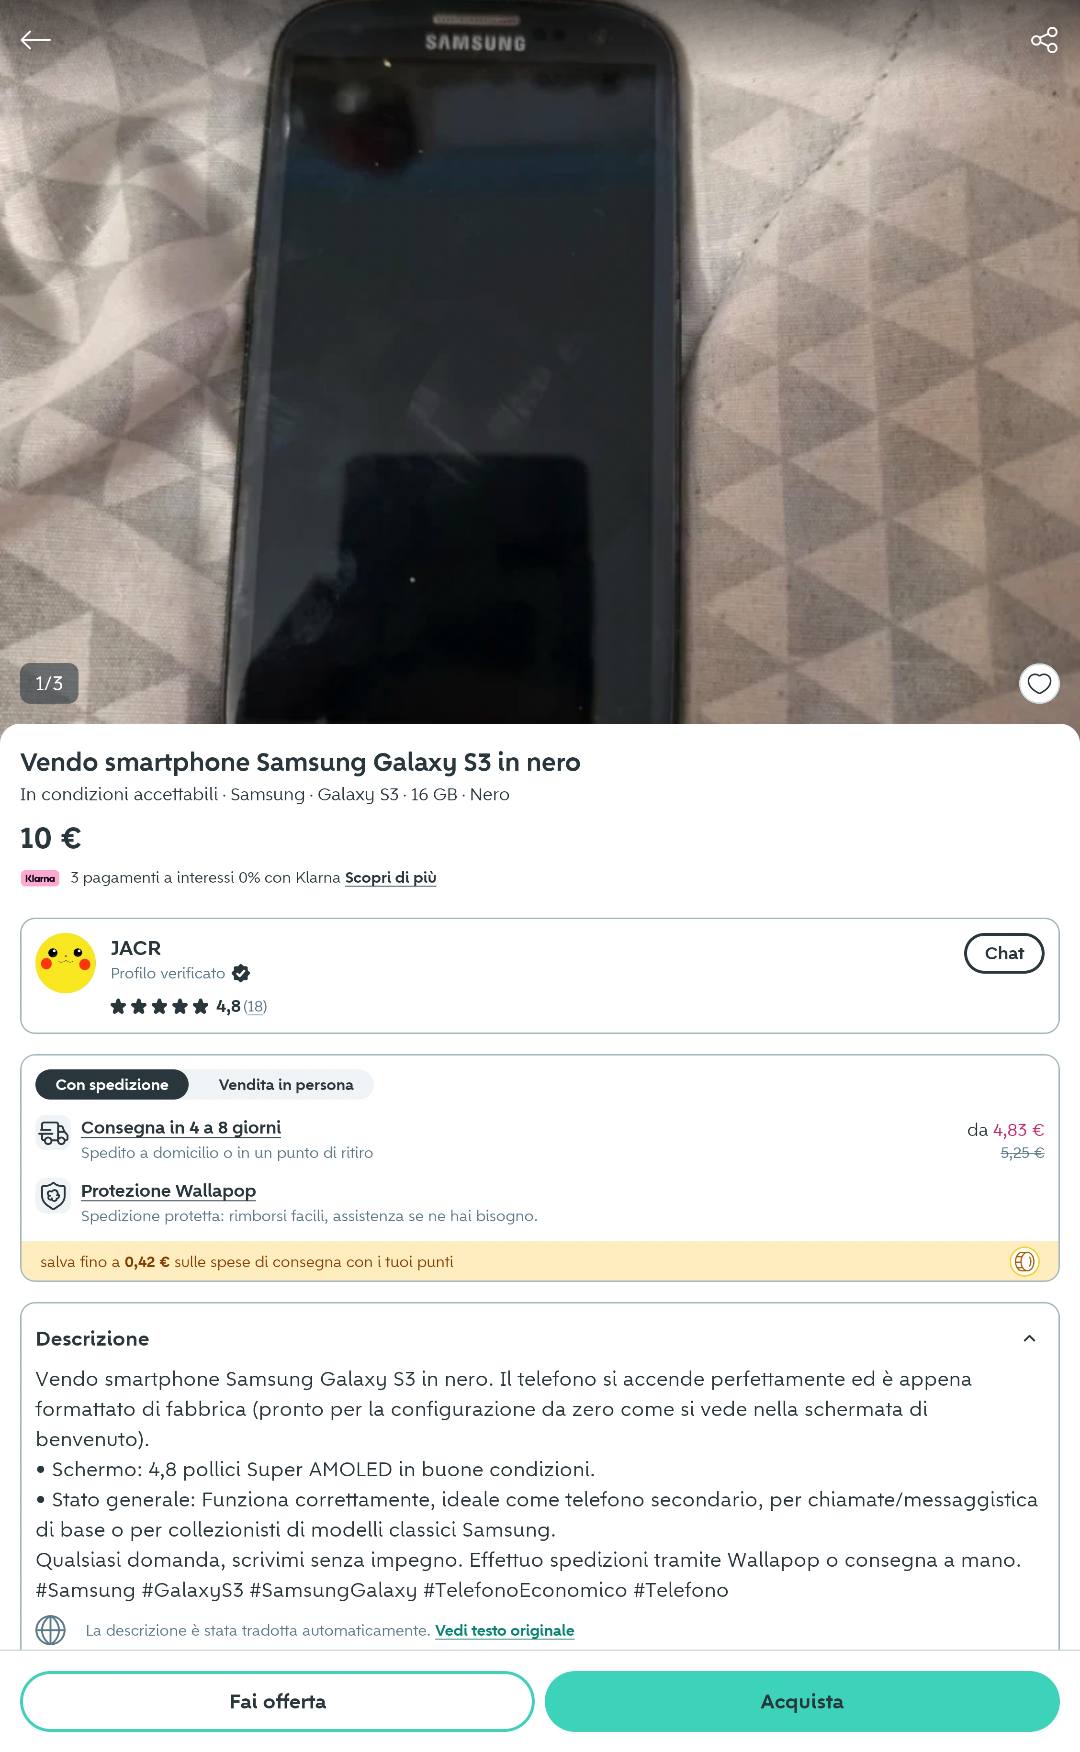 SAMSUNG
1/3
Vendo smartphone Samsung Galaxy S3 in nero
In condizioni accettabili · Samsung · Galaxy S3 · 16 GB · Nero
10 €
Klarna 3 pagamenti a interessi 0% con Klarna Scopri di più
JACR
Chat
Profilo verificato
4,8 (18)
Con spedizione Vendita in persona
Consegna in 4 a 8 giorni da 4,83 €
Spedito a domicilio o in un punto di ritiro 5,25 €
Protezione Wallapop
Spedizione protetta: rimborsi facili, assistenza se ne hai bisogno.
salva fino a 0,42 € sulle spese di consegna con i tuoi punti
Descrizione
Vendo smartphone Samsung Galaxy S3 in nero. Il telefono si accende perfettamente ed è appena
formattato di fabbrica (pronto per la configurazione da zero come si vede nella schermata di
benvenuto).
• Schermo: 4,8 pollici Super AMOLED in buone condizioni.
• Stato generale: Funziona correttamente, ideale come telefono secondario, per chiamate/messaggistica
di base o per collezionisti di modelli classici Samsung.
Qualsiasi domanda, scrivimi senza impegno. Effettuo spedizioni tramite Wallapop o consegna a mano.
#Samsung #GalaxyS3 #SamsungGalaxy #TelefonoEconomico #Telefono
La descrizione è stata tradotta automaticamente. Vedi testo originale
Fai offerta Acquista